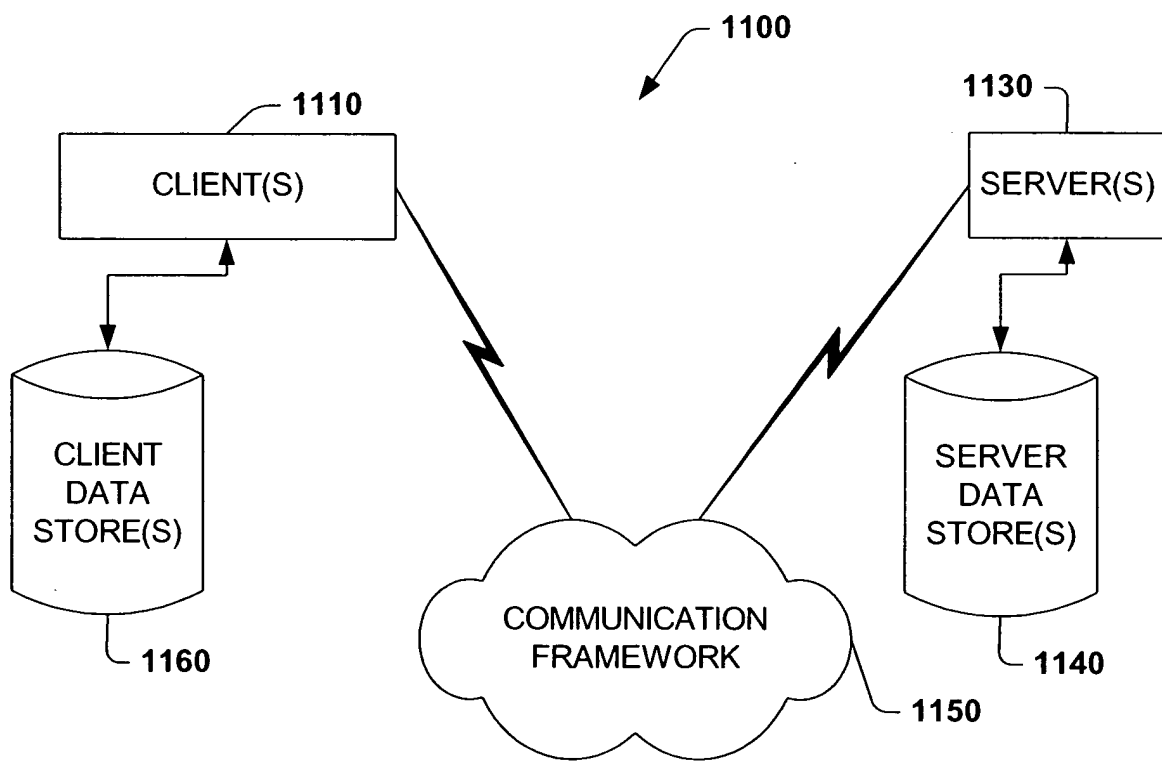 1100
1110
1130
CLIENT(S)
SERVER(S)
CLIENT
DATA
STORE(S)
SERVER
DATA
STORE(S)
COMMUNICATION
FRAMEWORK
1160
1140
1150